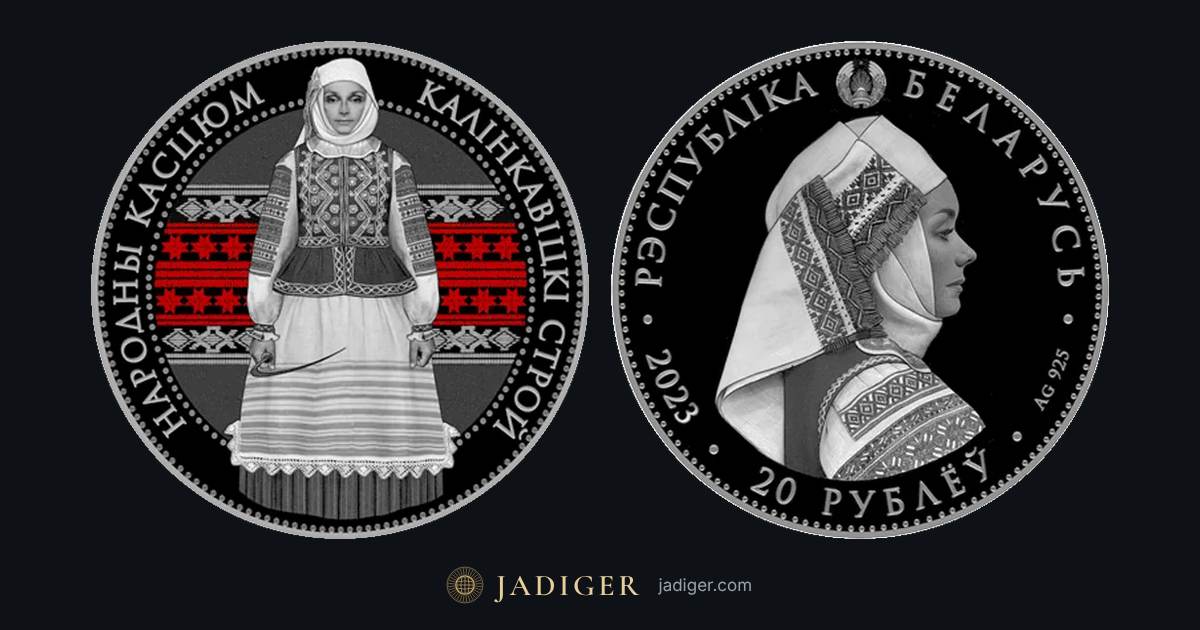 НАРОДНЫ КАСЦЮМ
КАЛІНКАВІЦКІ СТРОЙ
РЭСПУБЛІКА БЕЛАРУСЬ
2023
20 РУБЛЁЎ
AG 925
JADIGER jadiger.com